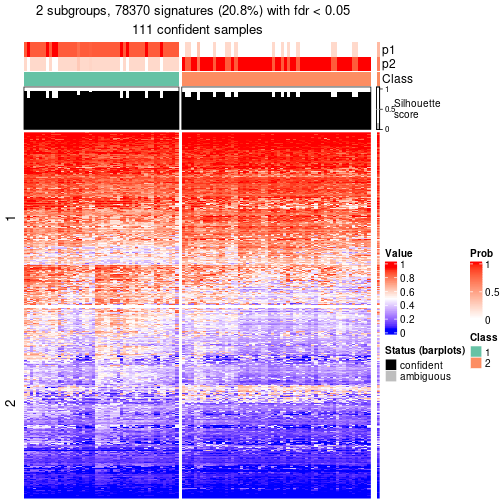 2 subgroups, 78370 signatures (20.8%) with fdr < 0.05
111 confident samples
p1
p2
Class
1
0.5
0
Silhouette
score
1
2
Value
1
0.8
0.6
0.4
0.2
0
Prob
1
0.5
0
Status (barplots)
confident
ambiguous
Class
1
2